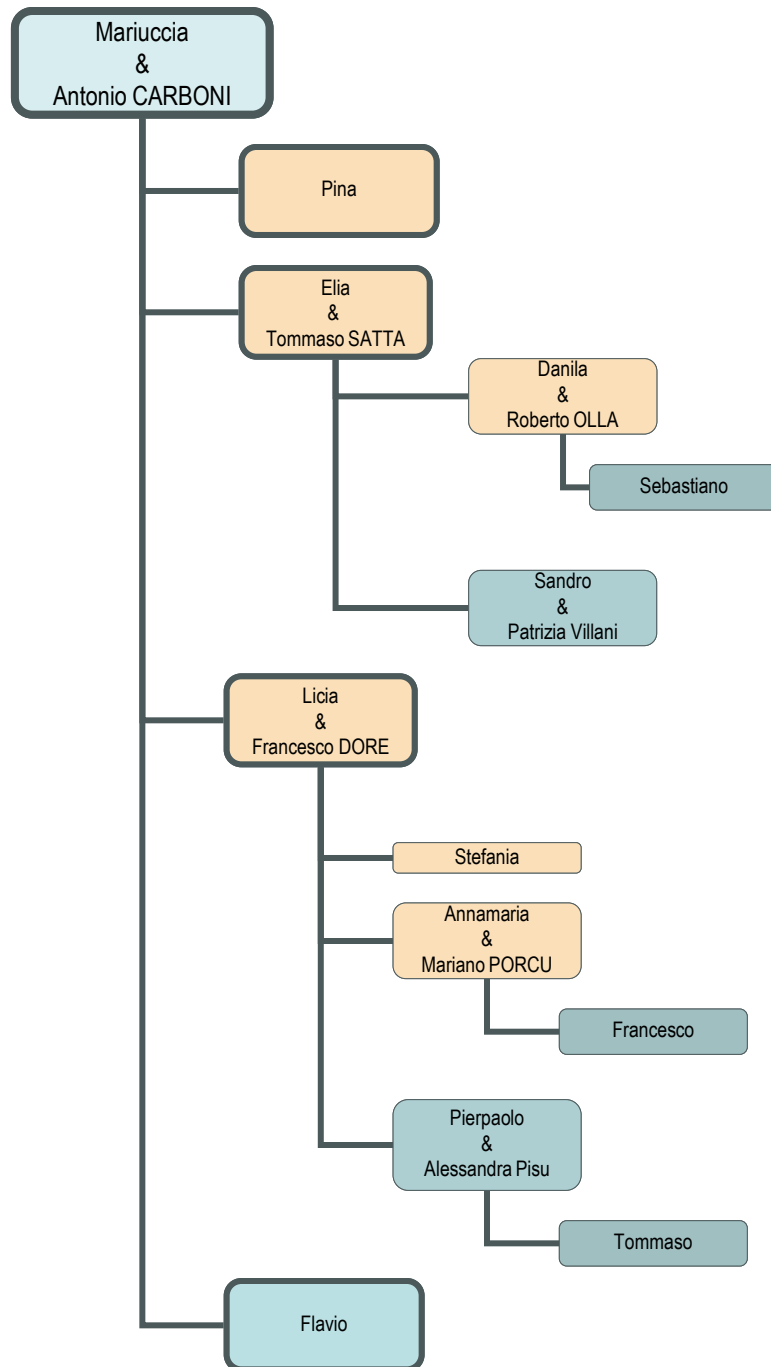 Mariuccia
&
Antonio CARBONI
Pina
Elia
&
Tommaso SATTA
Danila
&
Roberto OLLA
Sebastiano
Sandro
&
Patrizia Villani
Licia
&
Francesco DORE
Stefania
Annamaria
&
Mariano PORCU
Francesco
Pierpaolo
&
Alessandra Pisu
Tommaso
Flavio